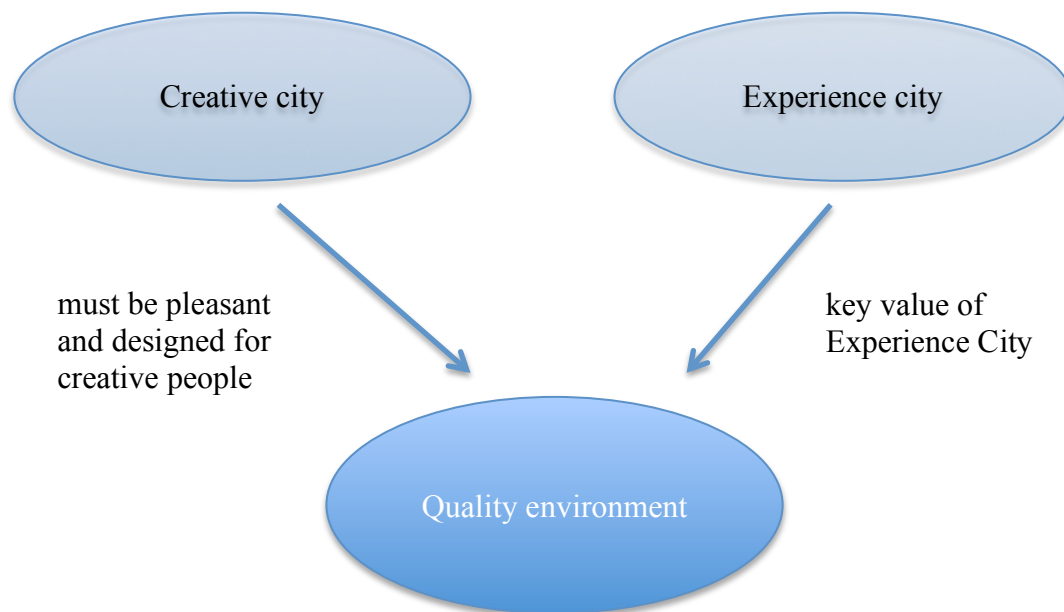 Creative city
Experience city
must be pleasant
and designed for
creative people
key value of
Experience City
Quality environment